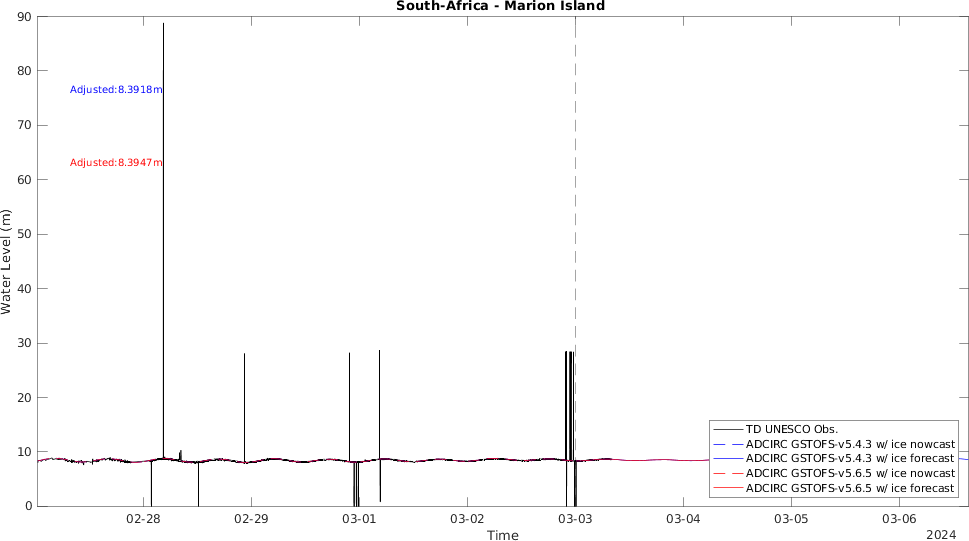 South-Africa - Marion Island
90
80
70
60
50
40
30
20
10
0
Water Level (m)
Adjusted:8.3918m
Adjusted:8.3947m
TD UNESCO Obs.
ADCIRC GSTOFS-v5.4.3 w/ ice nowcast
ADCIRC GSTOFS-v5.4.3 w/ ice forecast
ADCIRC GSTOFS-v5.6.5 w/ ice nowcast
ADCIRC GSTOFS-v5.6.5 w/ ice forecast
02-28 02-29 03-01 03-02 03-03 03-04 03-05 03-06
Time
2024